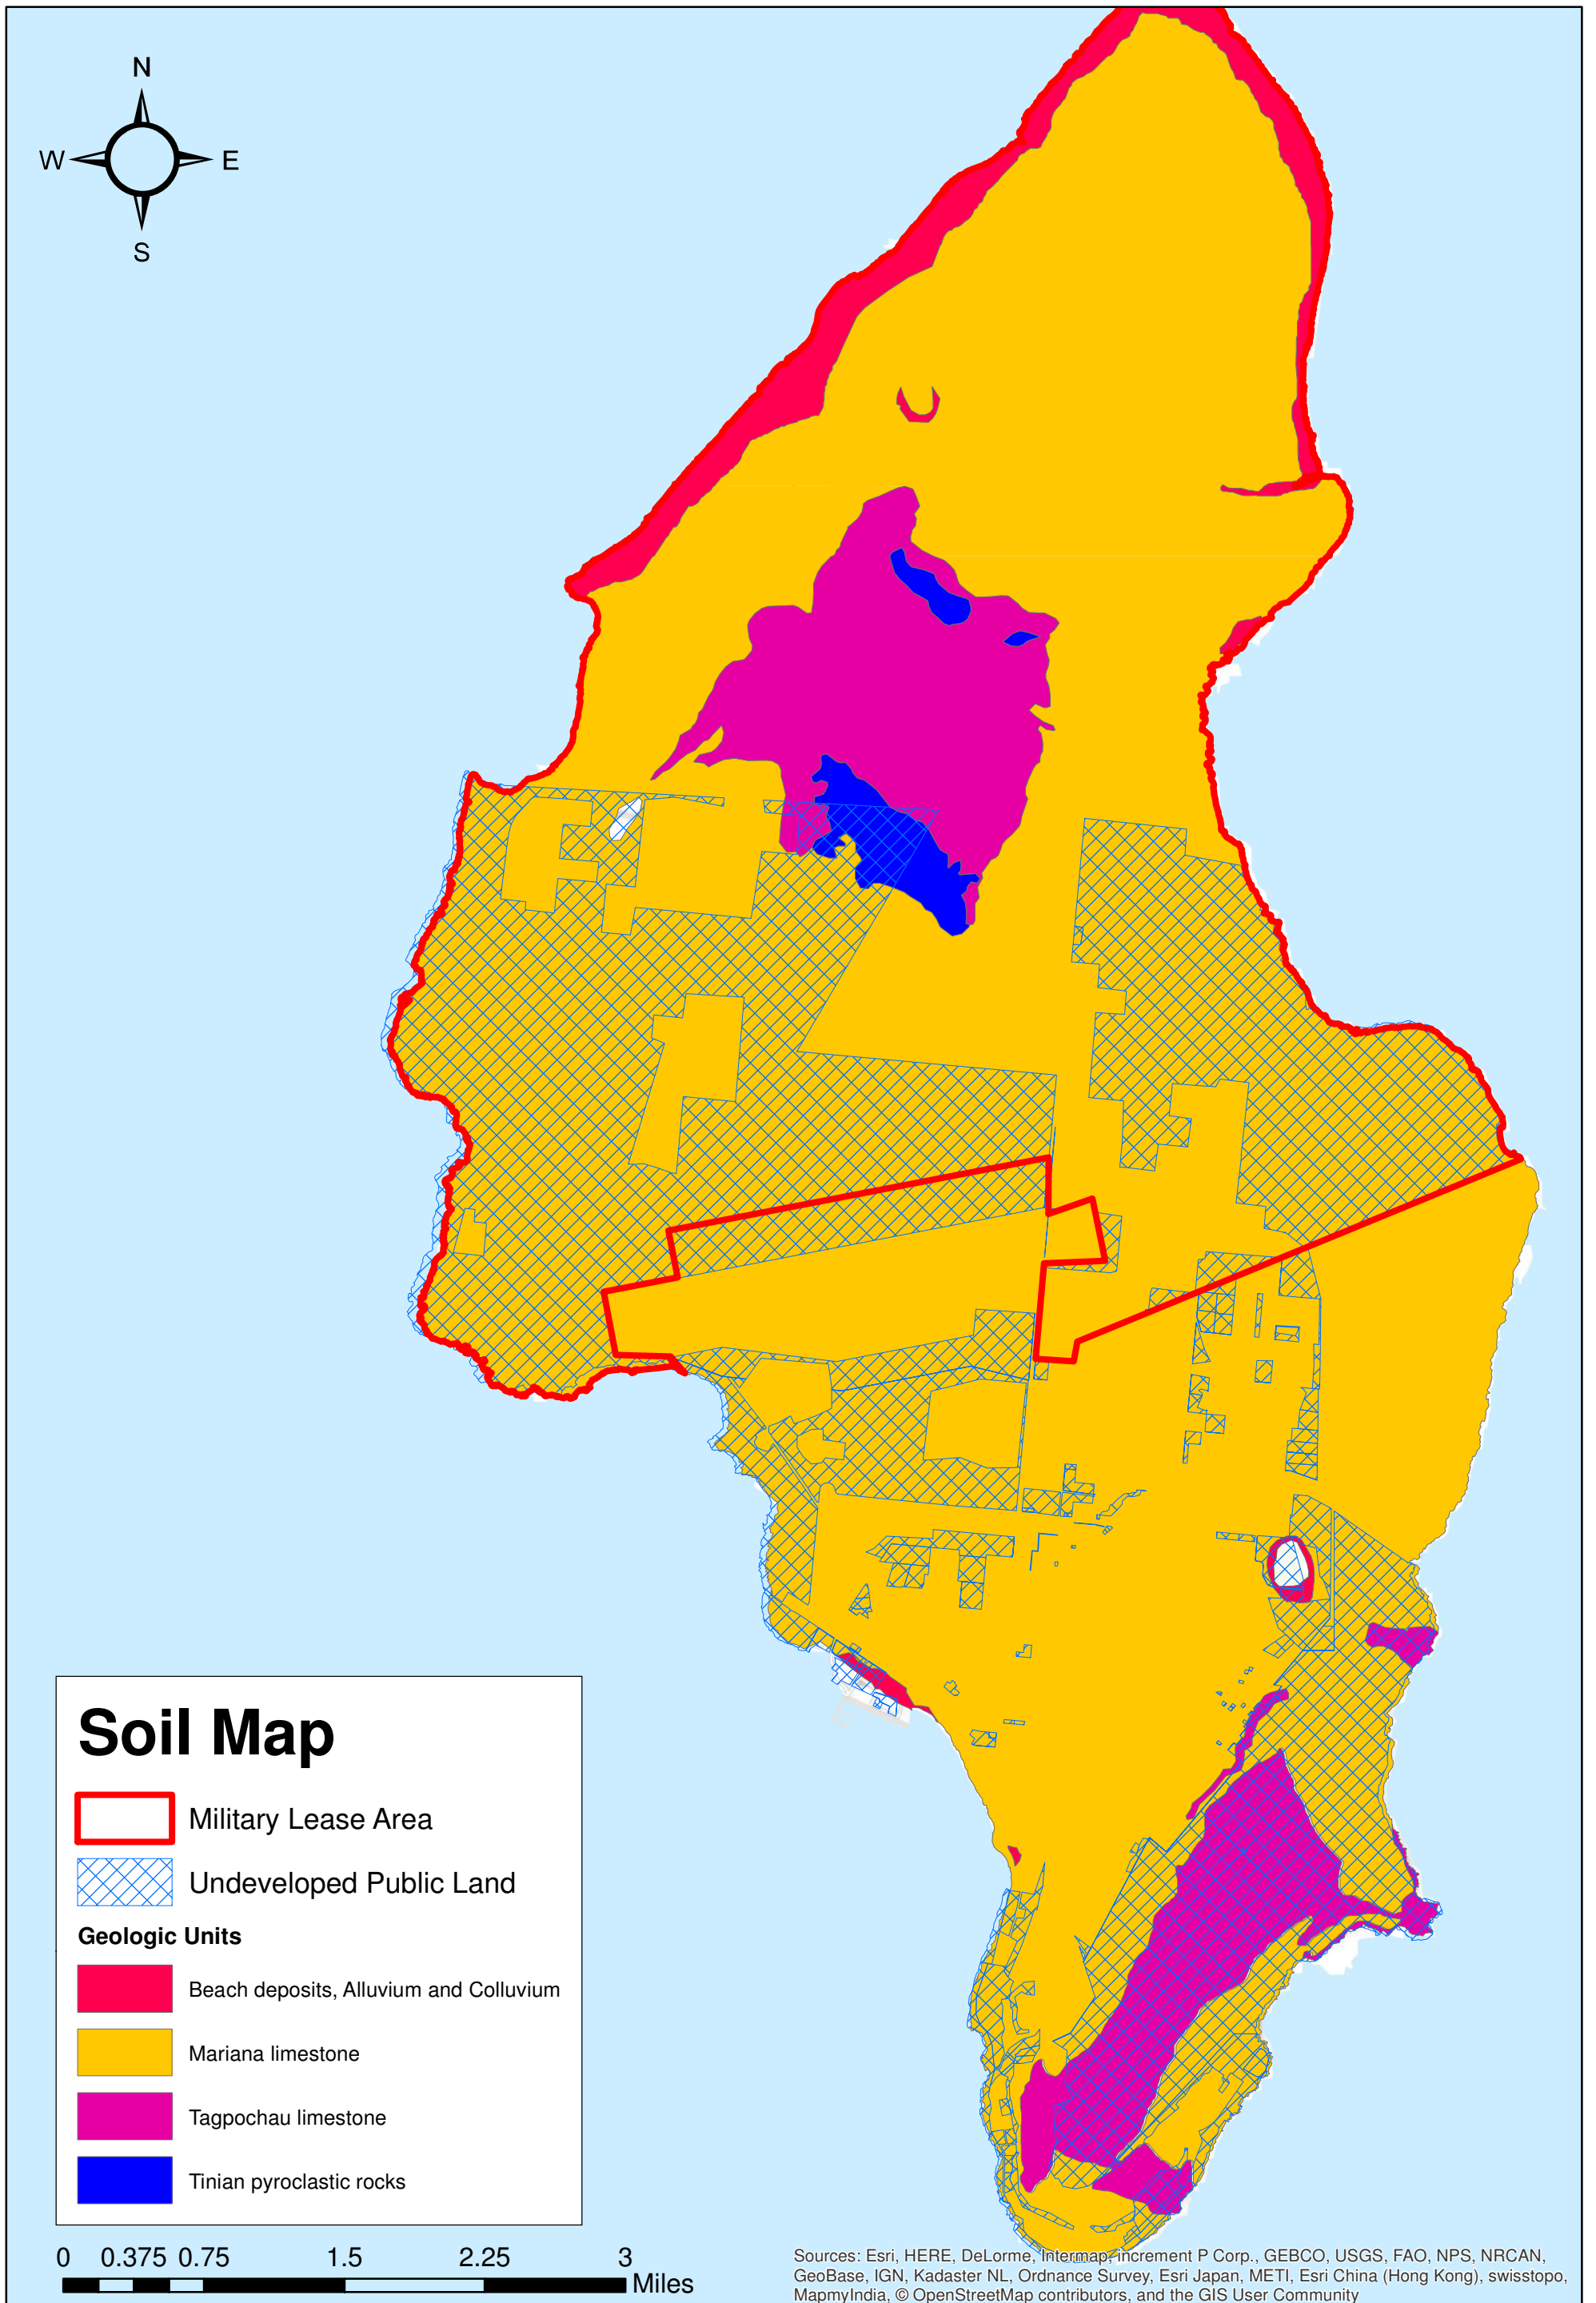 N
W
E
S
Soil Map
Military Lease Area
Undeveloped Public Land
Geologic Units
Beach deposits, Alluvium and Colluvium
Mariana limestone
Tagpochau limestone
Tinian pyroclastic rocks
0 0.375 0.75 1.5 2.25 3
Miles
Sources: Esri, HERE, DeLorme, Intermap, increment P Corp., GEBCO, USGS, FAO, NPS, NRCAN,
GeoBase, IGN, Kadaster NL, Ordnance Survey, Esri Japan, METI, Esri China (Hong Kong), swisstopo,
MapmyIndia, © OpenStreetMap contributors, and the GIS User Community